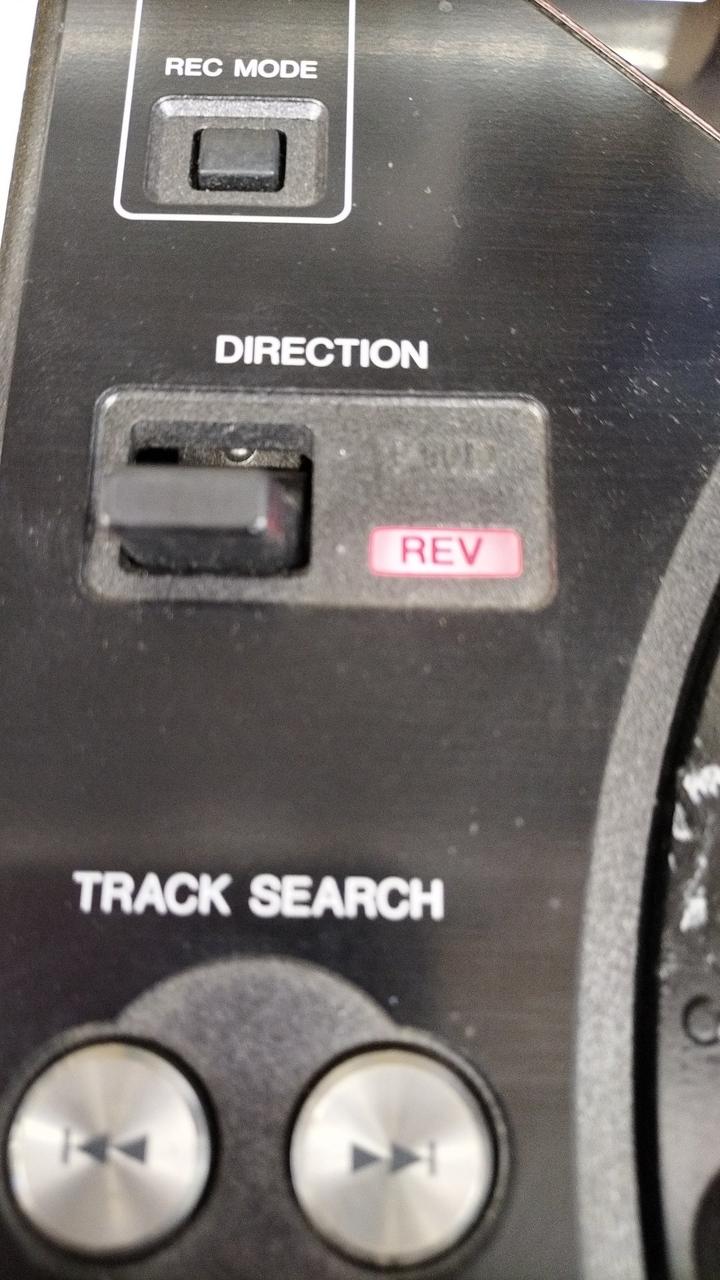 REC MODE
DIRECTION
REV
TRACK SEARCH